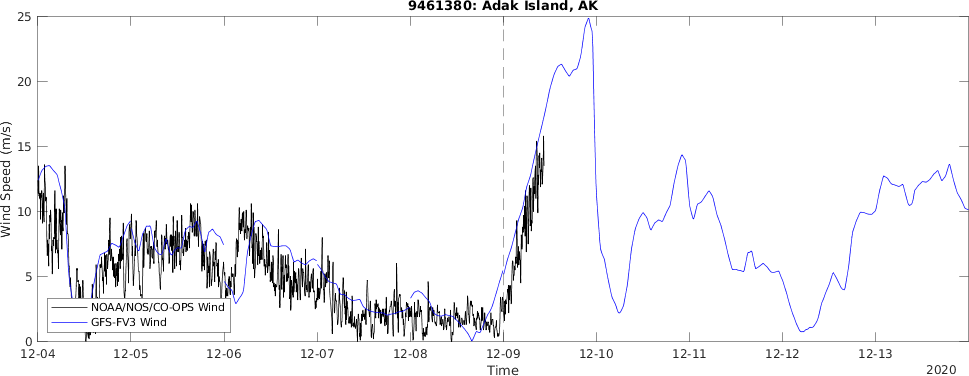 9461380: Adak Island, AK
25
20
15
10
5
0
Wind Speed (m/s)
NOAA/NOS/CO-OPS Wind
GFS-FV3 Wind
12-04 12-05 12-06 12-07 12-08 12-09 12-10 12-11 12-12 12-13
Time
2020